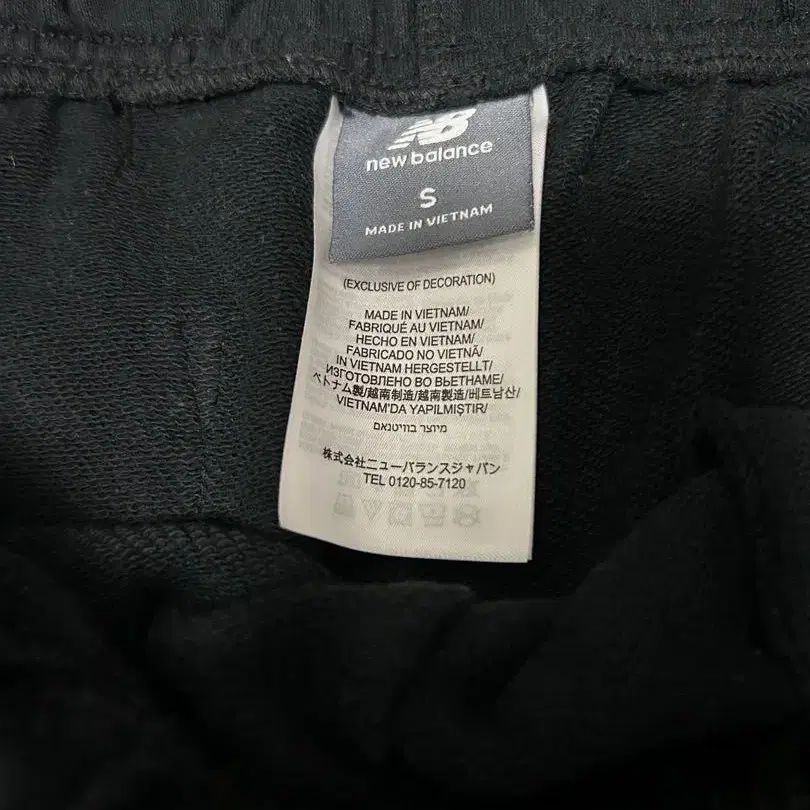 NB
new balance
S
MADE IN VIETNAM
(EXCLUSIVE OF DECORATION)
MADE IN VIETNAM/
FABRIQUÉ AU VIETNAM/
HECHO EN VIETNAM/
FABRICADO NO VIETNÃ/
IN VIETNAM HERGESTELLT/
ИЗГОТОВЛЕНО ВО ВЬЕТНАМЕ/
ベトナム製/越南制造/越南製造/베트남산/
VIETNAM'DA YAPILMIŞTIR/
מיוצר בוויטנאם
株式会社ニューバランスジャパン
TEL 0120-85-7120